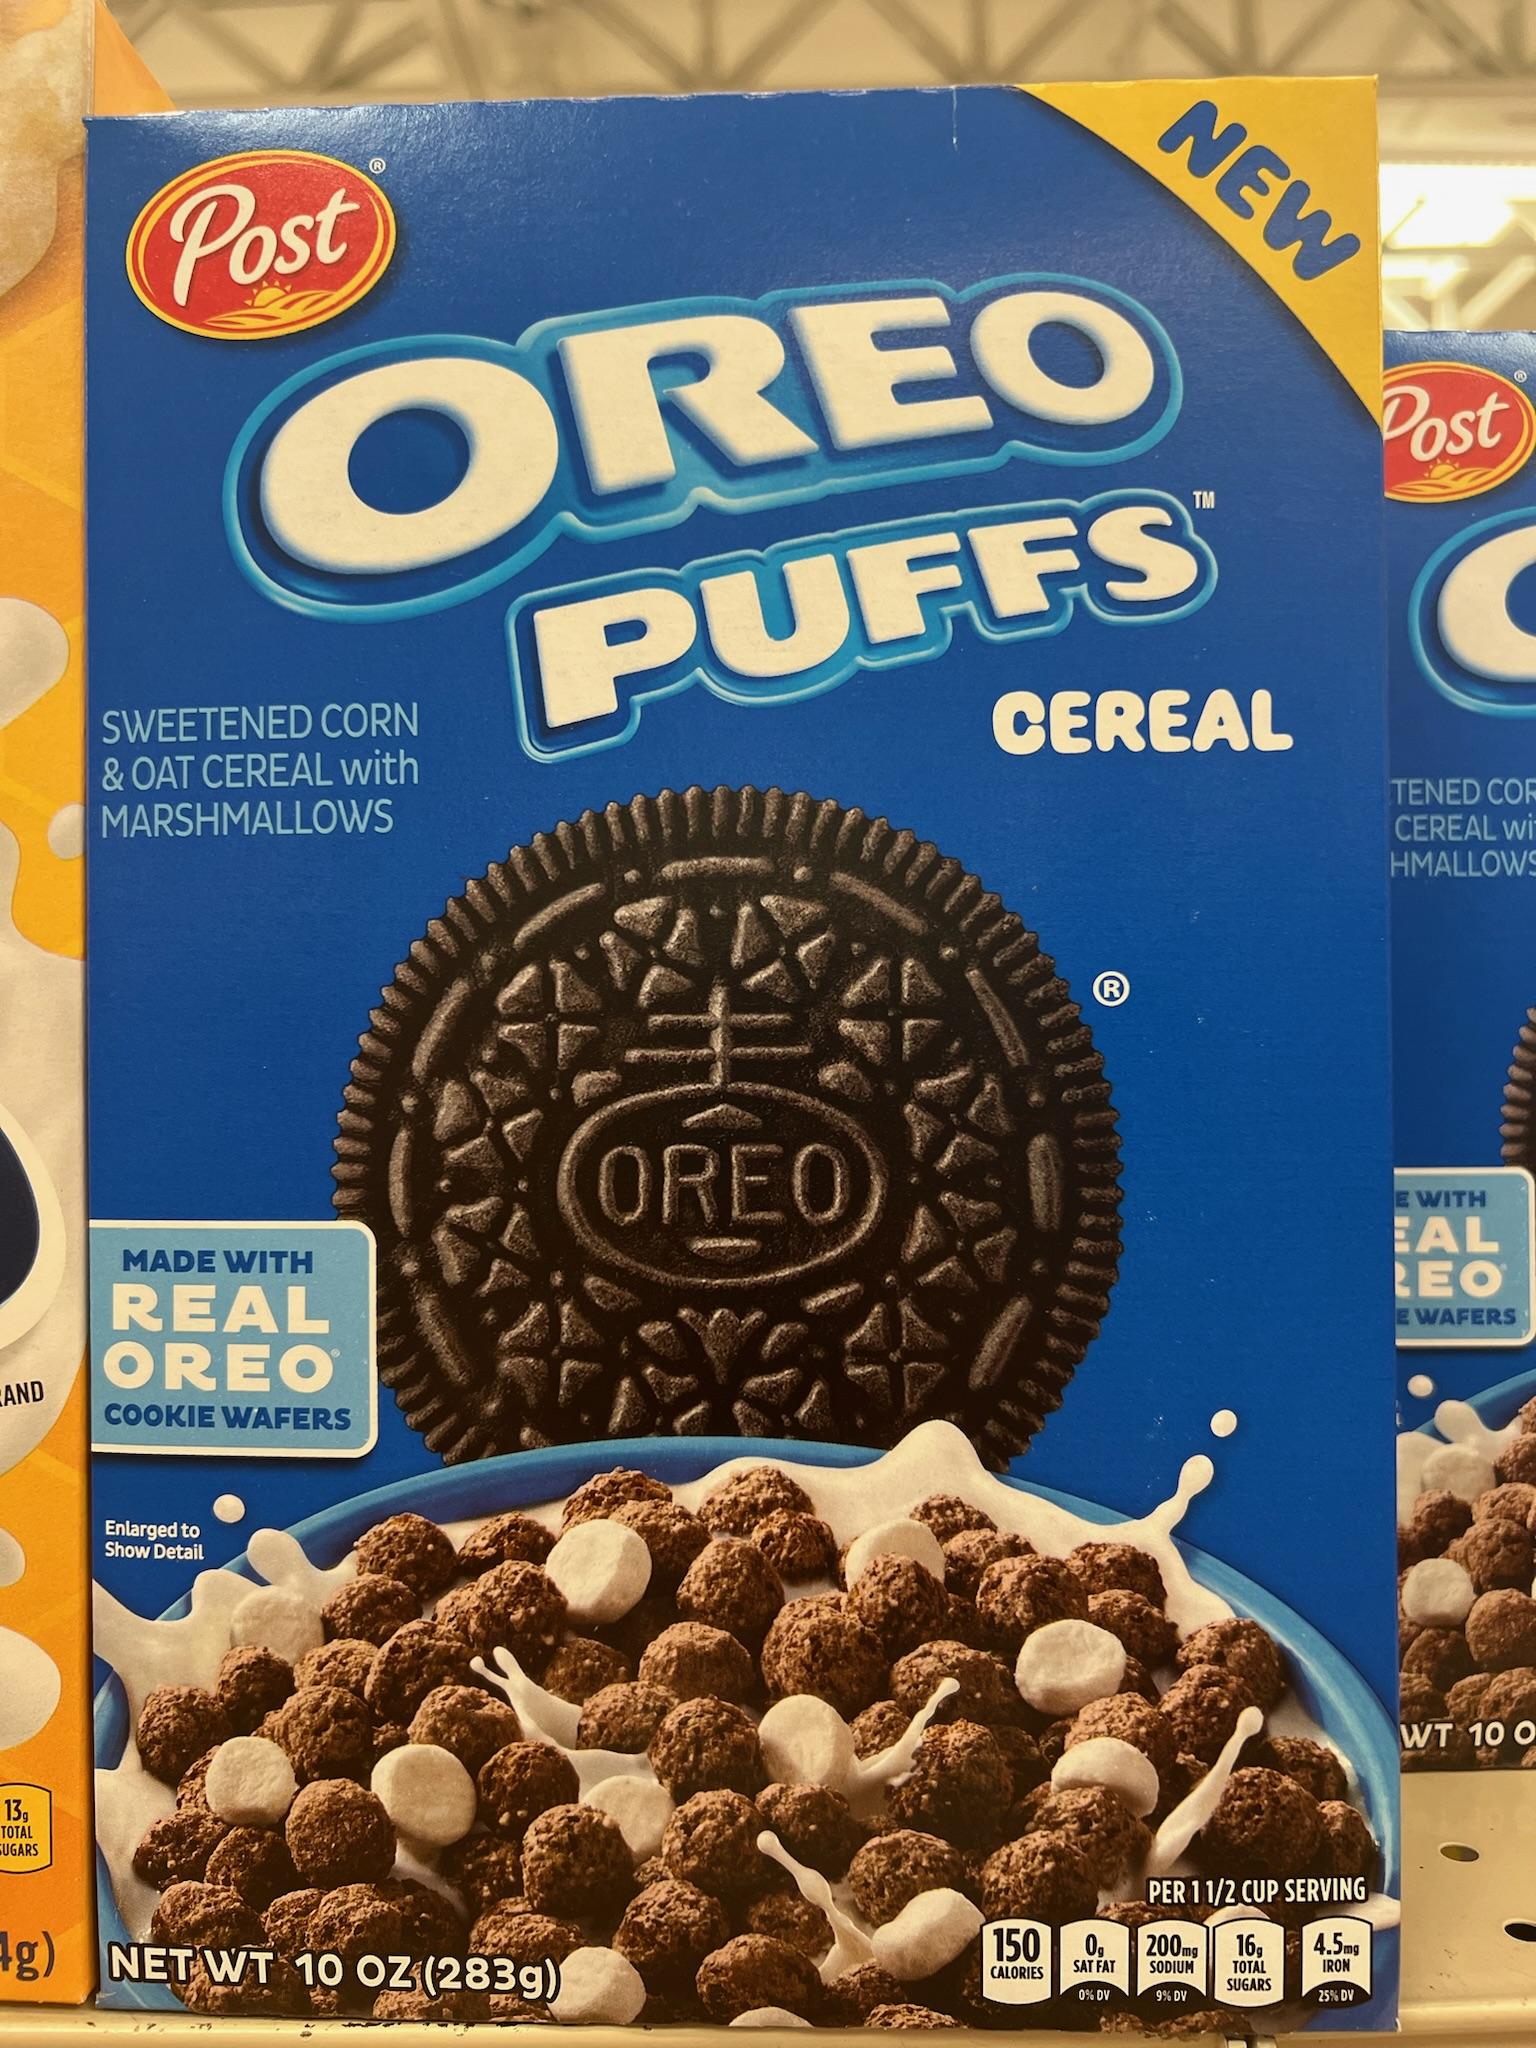 Post®
NEW
OREO
PUFFS™
CEREAL
SWEETENED CORN
& OAT CEREAL with
MARSHMALLOWS
®
OREO
MADE WITH
REAL
OREO®
COOKIE WAFERS
Enlarged to
Show Detail
PER 1 1/2 CUP SERVING
150
CALORIES
0g
SAT FAT
0% DV
200mg
SODIUM
9% DV
16g
TOTAL
SUGARS
4.5mg
IRON
25% DV
NET WT 10 OZ (283g)
Post®
TENED COR
CEREAL wi
HMALLOWS
E WITH
EAL
REO®
E WAFERS
WT 10 O
RAND
13g
TOTAL
SUGARS
4g)